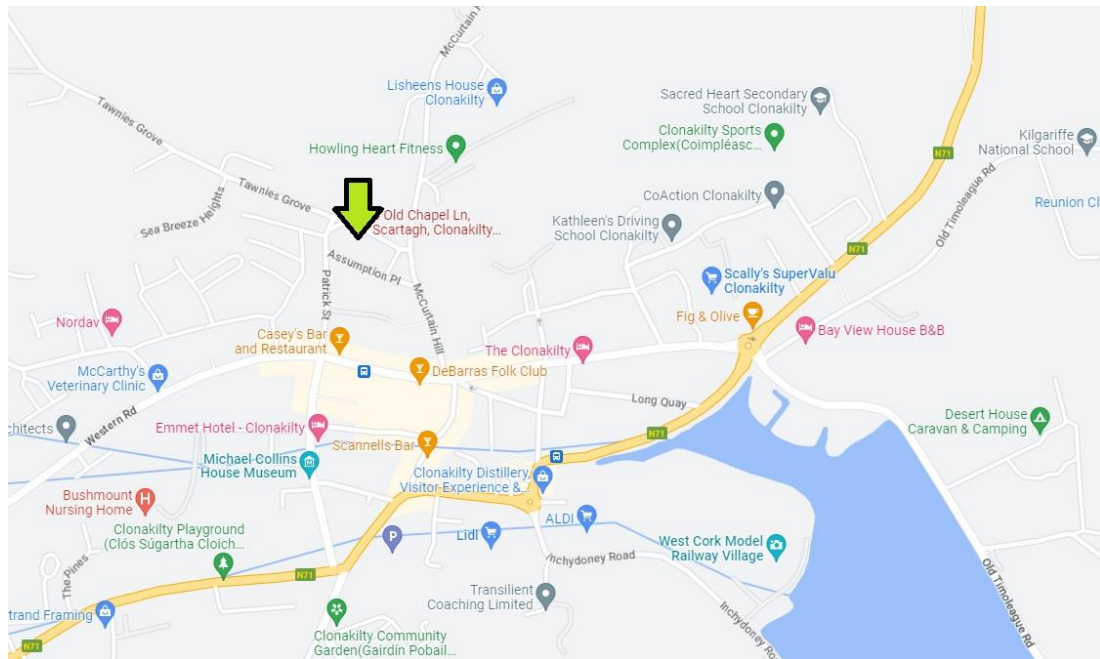 McCurtain Hill
Lisheens House
Clonakilty
Tawnies Grove
Sacred Heart Secondary
School Clonakilty
Clonakilty Sports
Complex(Coimpléasc...
Kilgariffe
National School
Howling Heart Fitness
N71
Old Timoleague Rd
Tawnies Grove
CoAction Clonakilty
Reunion Cl
Sea Breeze Heights
Old Chapel Ln,
Scartagh, Clonakilty...
Kathleen's Driving
School Clonakilty
N71
Assumption Pl
Patrick St
McCurtain Hill
Scally's SuperValu
Clonakilty
Nordav
Fig & Olive
Bay View House B&B
Casey's Bar
and Restaurant
The Clonakilty
McCarthy's
Veterinary Clinic
DeBarras Folk Club
Long Quay
Desert House
Caravan & Camping
Western Rd
chitects
Emmet Hotel - Clonakilty
Scannells Bar
N71
Michael Collins
House Museum
Clonakilty Distillery,
Visitor Experience &...
Bushmount
Nursing Home
H
Clonakilty Playground
(Clós Súgartha Cloich...
P
Lidl
ALDI
West Cork Model
Railway Village
Inchydoney Road
The Pines
N71
Transilient
Coaching Limited
Old Timoleague Rd
trand Framing
Inchydoney Ro
Clonakilty Community
Garden(Gairdín Pobail...
N71